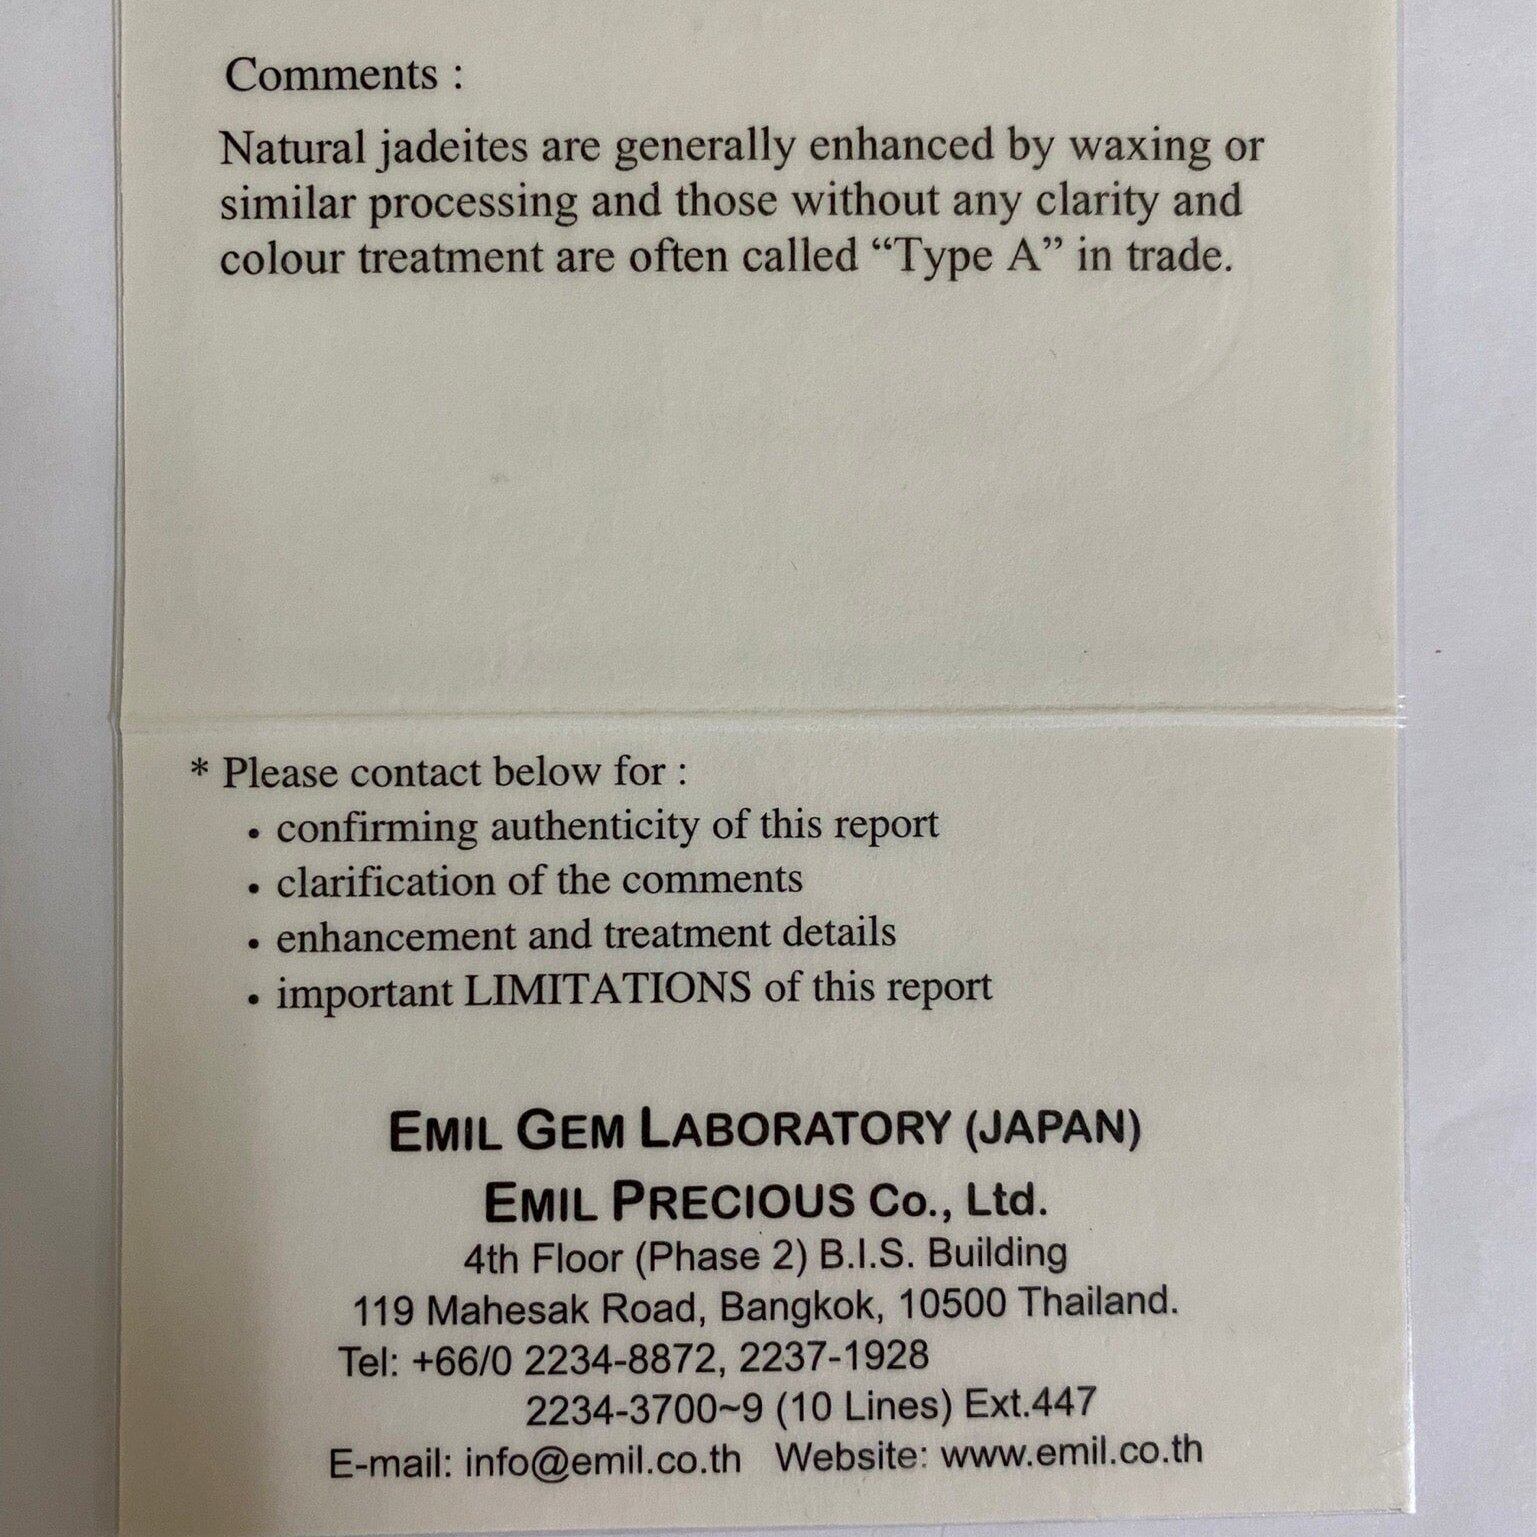 Comments :
Natural jadeites are generally enhanced by waxing or
similar processing and those without any clarity and
colour treatment are often called “Type A” in trade.
* Please contact below for :
• confirming authenticity of this report
• clarification of the comments
• enhancement and treatment details
• important LIMITATIONS of this report
EMIL GEM LABORATORY (JAPAN)
EMIL PRECIOUS Co., Ltd.
4th Floor (Phase 2) B.I.S. Building
119 Mahesak Road, Bangkok, 10500 Thailand.
Tel: +66/0 2234-8872, 2237-1928
2234-3700~9 (10 Lines) Ext.447
E-mail: info@emil.co.th Website: www.emil.co.th